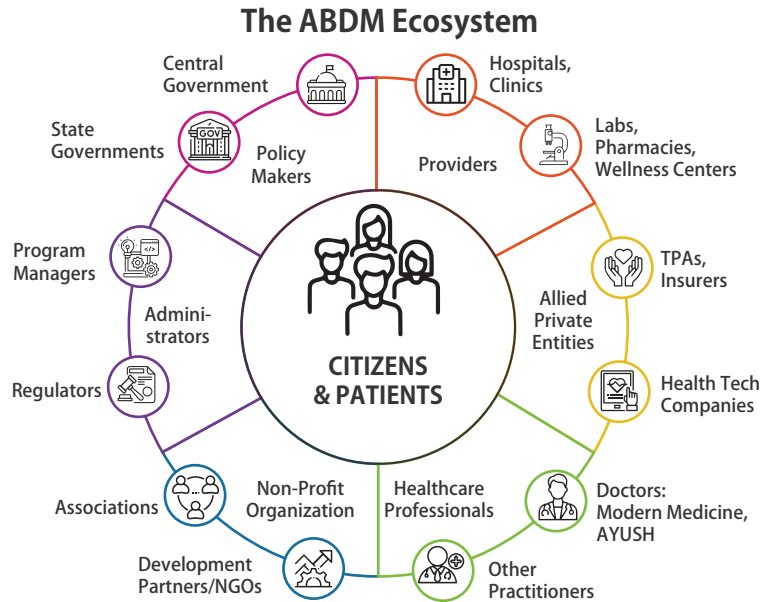 The ABDM Ecosystem
Central
Government
Hospitals,
Clinics
State
Governments
GOV
Policy
Makers
Providers
Labs,
Pharmacies,
Wellness Centers
Program
Managers
Adminis-
trators
TPAs,
Insurers
Allied
Private
Entities
CITIZENS
& PATIENTS
Regulators
Health Tech
Companies
Associations
Non-Profit
Organization
Healthcare
Professionals
Doctors:
Modern Medicine,
AYUSH
Development
Partners/NGOs
Other
Practitioners